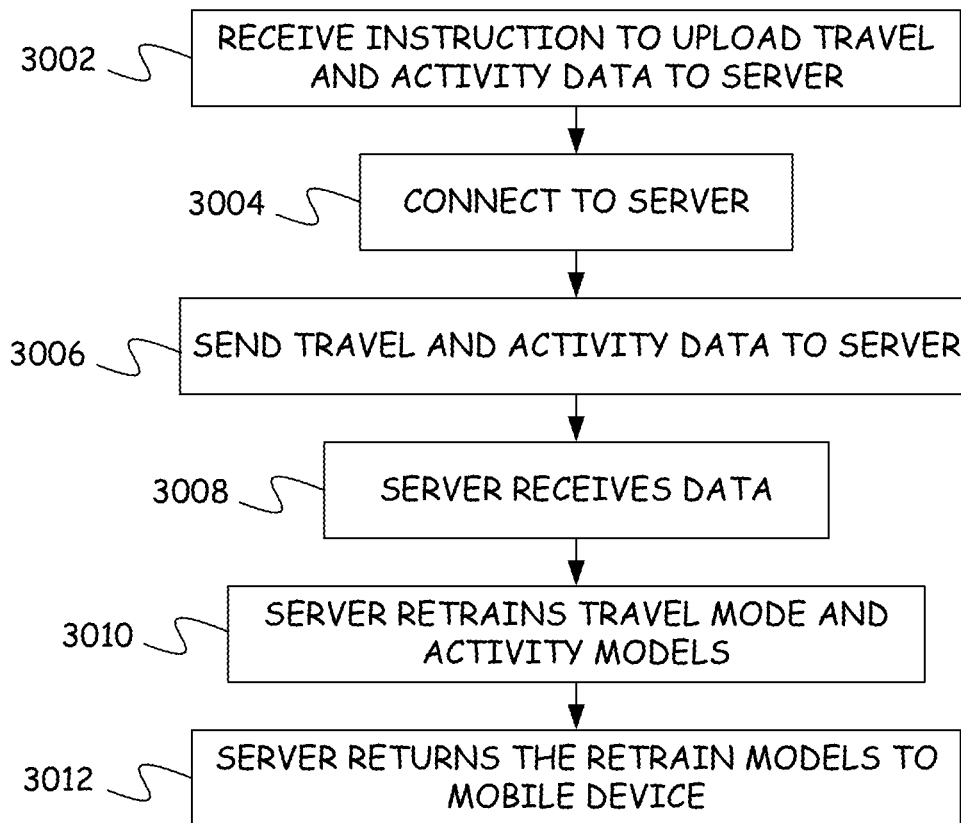 3002
RECEIVE INSTRUCTION TO UPLOAD TRAVEL
AND ACTIVITY DATA TO SERVER
3004
CONNECT TO SERVER
3006
SEND TRAVEL AND ACTIVITY DATA TO SERVER
3008
SERVER RECEIVES DATA
3010
SERVER RETRAINS TRAVEL MODE AND
ACTIVITY MODELS
3012
SERVER RETURNS THE RETRAIN MODELS TO
MOBILE DEVICE